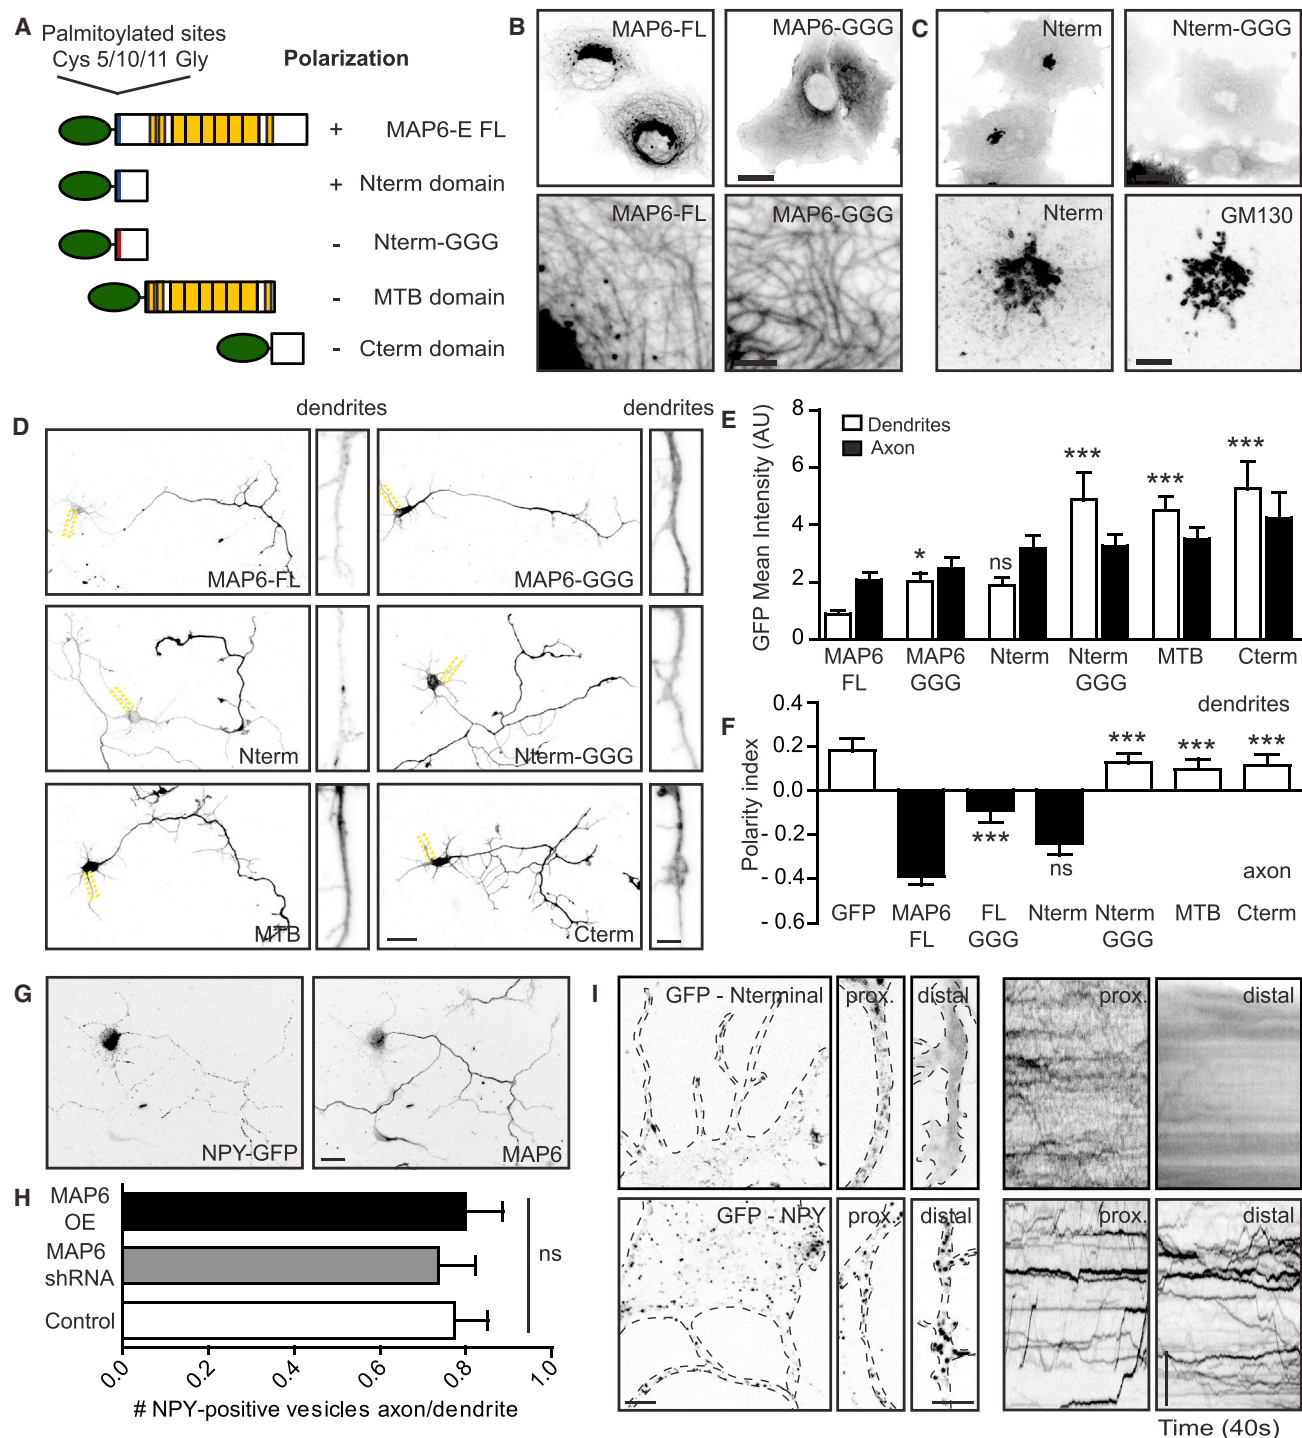 A
Palmitoylated sites
Cys 5/10/11 Gly
Polarization
+ MAP6-E FL
+ Nterm domain
- Nterm-GGG
- MTB domain
- Cterm domain
B
MAP6-FL
MAP6-GGG
MAP6-FL
MAP6-GGG
C
Nterm
Nterm-GGG
Nterm
GM130
D
dendrites
dendrites
MAP6-FL
MAP6-GGG
Nterm
Nterm-GGG
MTB
Cterm
E
GFP Mean Intensity (AU)
8
6
4
2
0
Dendrites
Axon
*
ns
***
***
***
MAP6 FL
MAP6 GGG
Nterm
Nterm GGG
MTB
Cterm
F
Polarity index
0.4
0.2
0.0
- 0.2
- 0.4
- 0.6
dendrites
***
***
***
***
ns
axon
GFP
MAP6 FL
FL GGG
Nterm
Nterm GGG
MTB
Cterm
G
NPY-GFP
MAP6
H
MAP6 OE
MAP6 shRNA
Control
ns
0.0
0.2
0.4
0.6
0.8
1.0
# NPY-positive vesicles axon/dendrite
I
GFP - Nterminal
prox.
distal
prox.
distal
GFP - NPY
prox.
distal
prox.
distal
Time (40s)